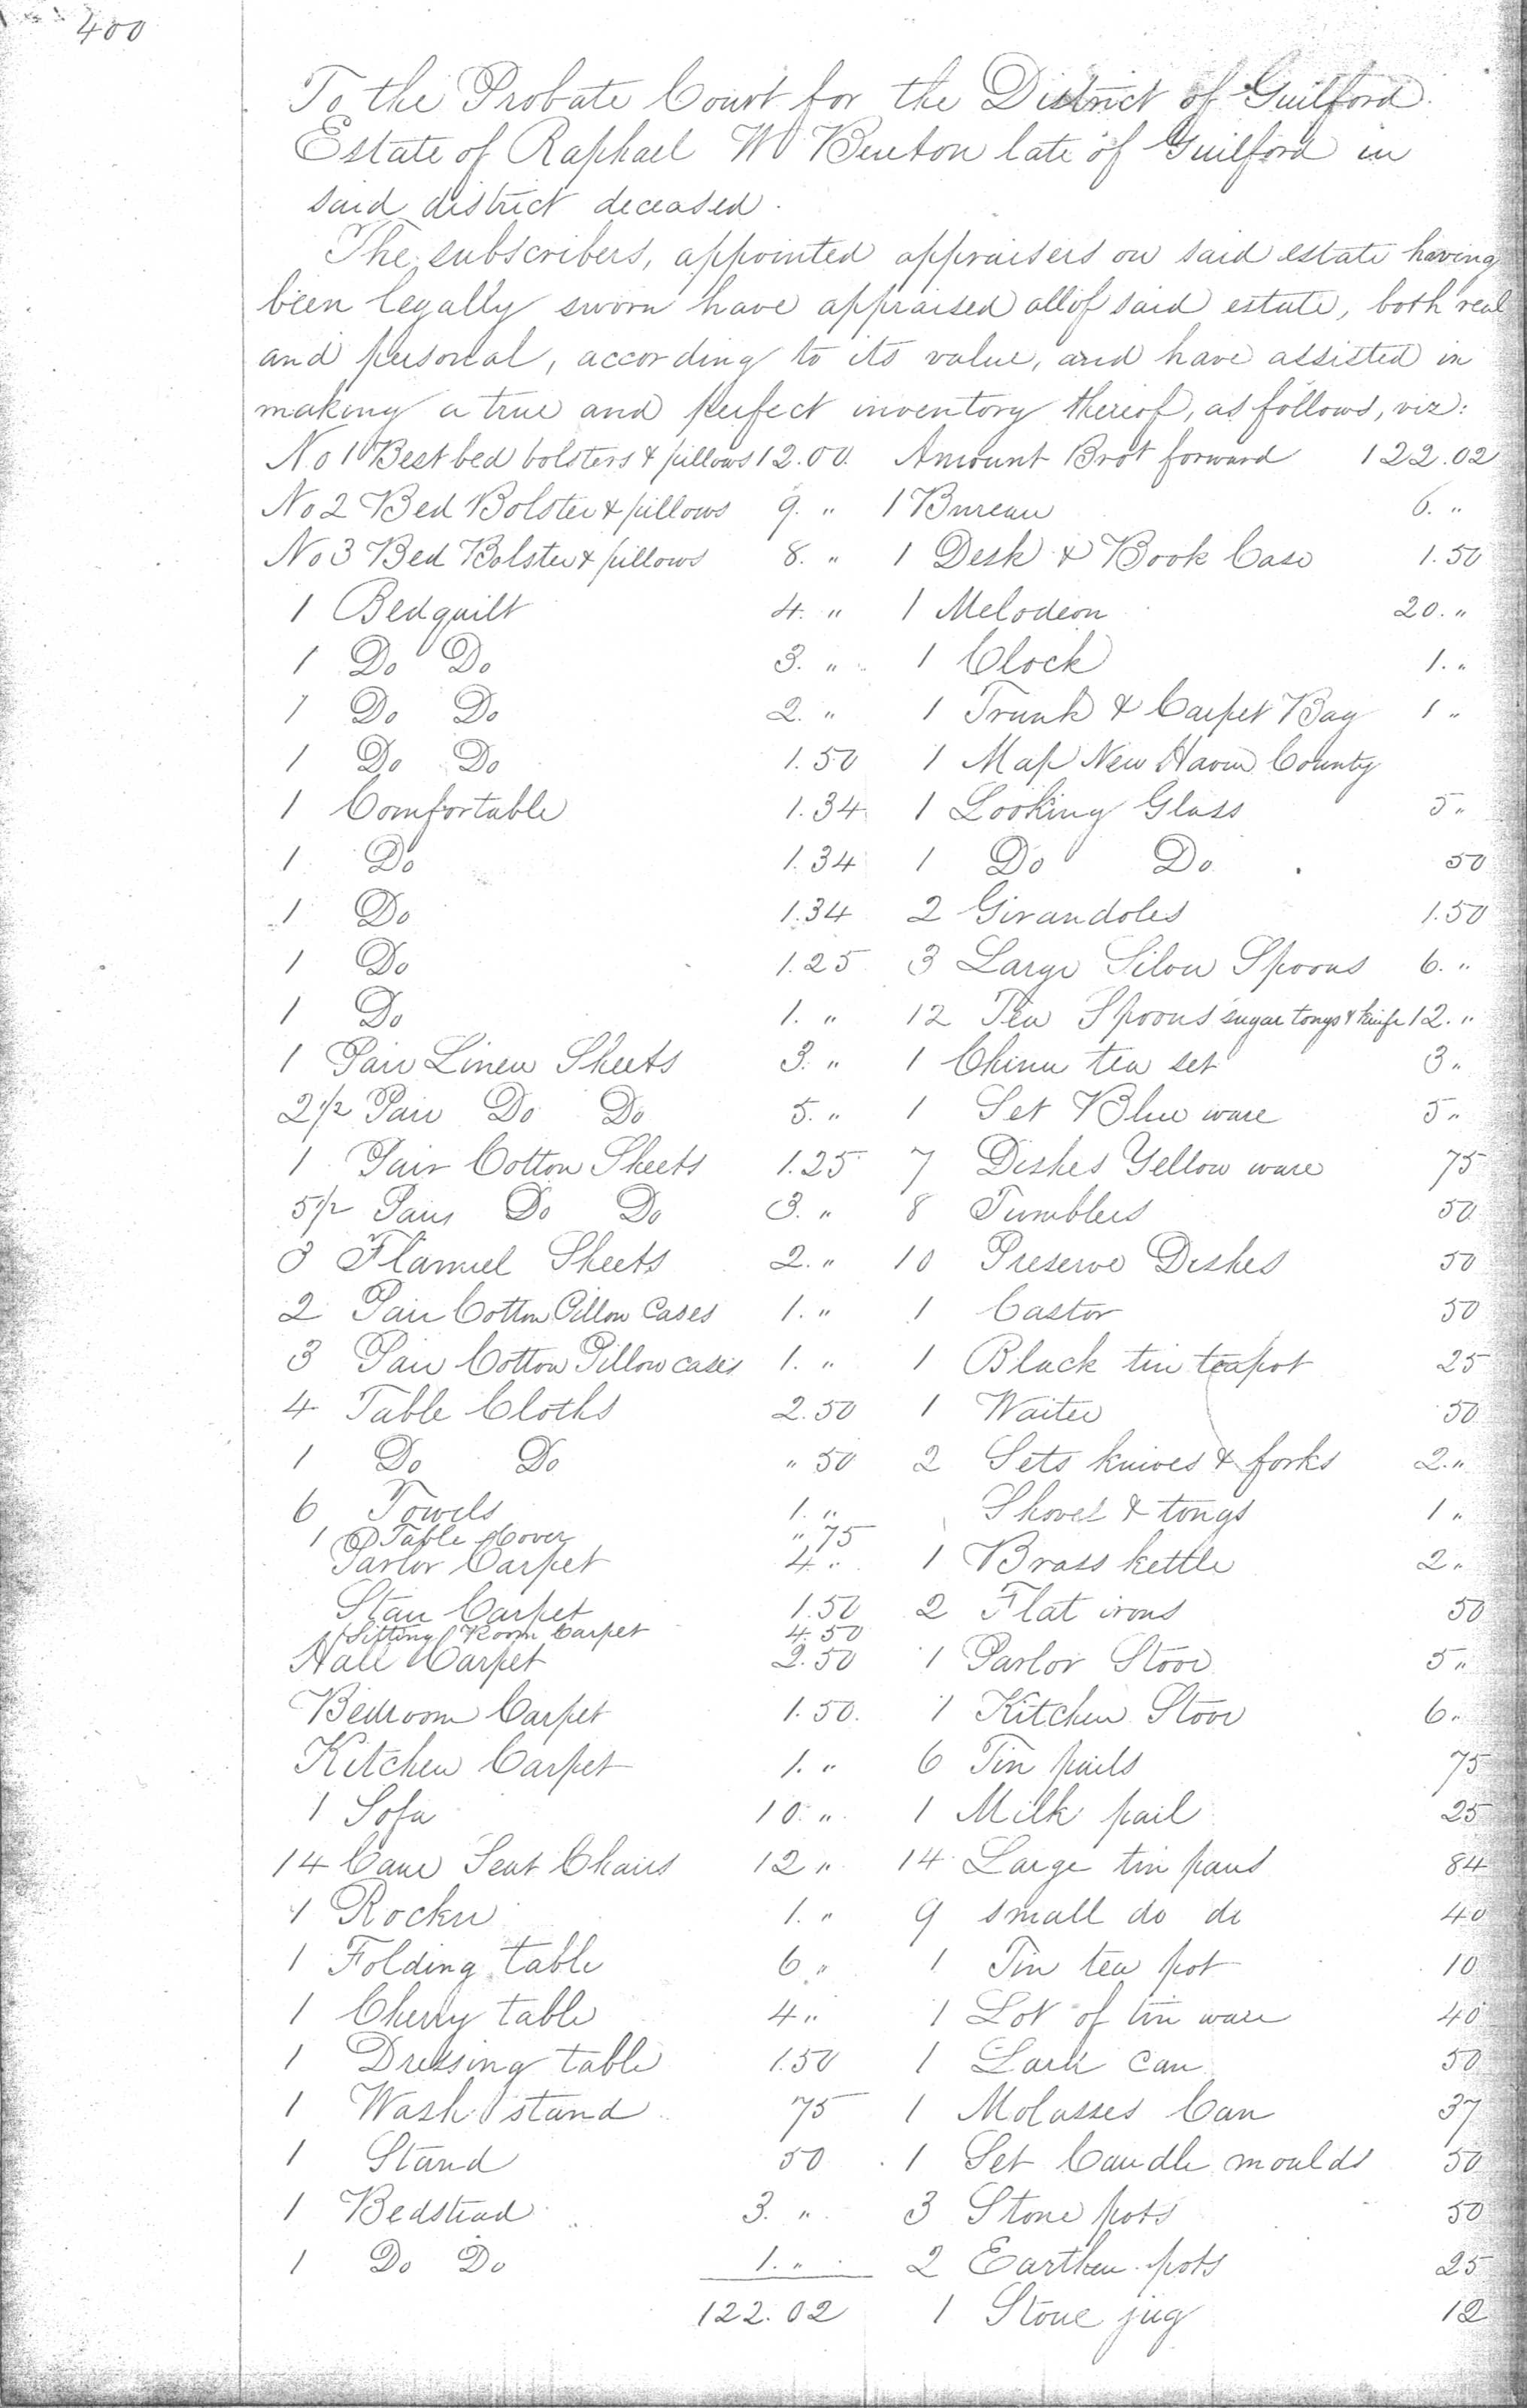 400
To the Probate Court for the District of Guilford.
Estate of Raphael W Benton late of Guilford in
said district deceased.
The subscribers, appointed appraisers on said estate having
been legally sworn have appraised all of said estate, both real
and personal, according to its value, and have assisted in
making a true and perfect inventory thereof, as follows, viz:
No 1 Best bed bolsters & pillows 12.00.
No 2 Bed Bolster & pillows 9. "
No 3 Bed Bolster & pillows 8. "
1 Bedquilt 4. "
1 Do Do 3. "
1 Do Do 2. "
1 Do Do 1.50
1 Comfortable 1.34
1 Do 1.34
1 Do 1.34
1 Do 1.25
1 Do 1. "
1 Pair Linen Sheets 3. "
2 1/2 Pair Do Do 5. "
1 Pair Cotton Sheets 1.25
5 1/2 Pairs Do Do 3. "
3 Flannel Sheets 2. "
2 Pair Cotton Pillow Cases 1. "
3 Pair Cotton Pillow cases 1. "
4 Table Cloths 2.50
1 Do Do " 50
6 Towels 1. "
1 Table Cover " 75
Parlor Carpet 4 "
Stair Carpet 1.50
Sitting Room Carpet 4.50
Hall Carpet 2.50
Bedroom Carpet 1.50.
Kitchen Carpet 1. "
1 Sofa 10. "
14 Cane Seat Chairs 12 "
1 Rocker 1. "
1 Folding table 6 "
1 Cherry table 4 "
1 Dressing table 1.50
1 Wash stand 75
1 Stand 50
1 Bedstead 3. "
1 Do Do 1. "
122.02
Amount Brot forward 122.02
1 Bureau 6. "
1 Desk & Book Case 1.50
1 Melodeon 20. "
1 Clock 1. "
1 Trunk & Carpet Bag 1 "
1 Map New Haven County
1 Looking Glass 5 "
1 Do Do 50
2 Girandoles 1.50
3 Large Silver Spoons 6. "
12 Tea Spoons sugar tongs & knife 12. "
1 China tea set 3 "
1 Set Blue ware 5 "
7 Dishes Yellow ware 75
8 Tumblers 50
10 Preserve Dishes 50
1 Castor 50
1 Black tin teapot 25
1 Waiter 50
2 Sets knives & forks 2. "
Shovel & tongs 1 "
1 Brass kettle 2 "
2 Flat irons 50
1 Parlor Stove 5 "
1 Kitchen Stove 6 "
6 Tin pails 75
1 Milk pail 25
14 Large tin pans 84
9 small do do 40
1 Tin tea pot 10
1 Lot of tin ware 40
1 Lard can 50
1 Molasses Can 37
1 Set Candle moulds 50
3 Stone pots 50
2 Earthen pots 25
1 Stone jug 12